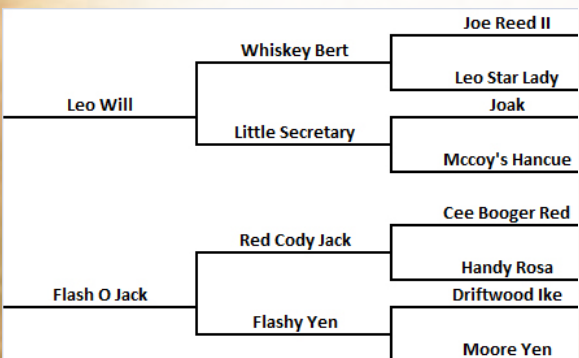 Joe Reed II
Whiskey Bert
Leo Star Lady
Leo Will
Joak
Little Secretary
Mccoy's Hancue
Cee Booger Red
Red Cody Jack
Handy Rosa
Flash O Jack
Driftwood Ike
Flashy Yen
Moore Yen